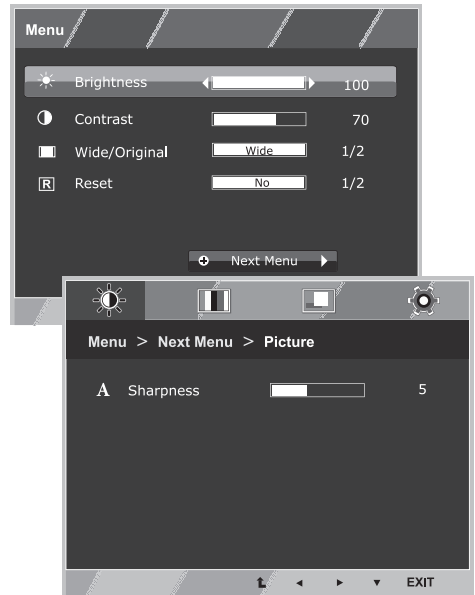 Menu
Brightness 100
Contrast 70
Wide/Original Wide 1/2
R Reset No 1/2
Next Menu
Menu > Next Menu > Picture
A Sharpness 5
EXIT